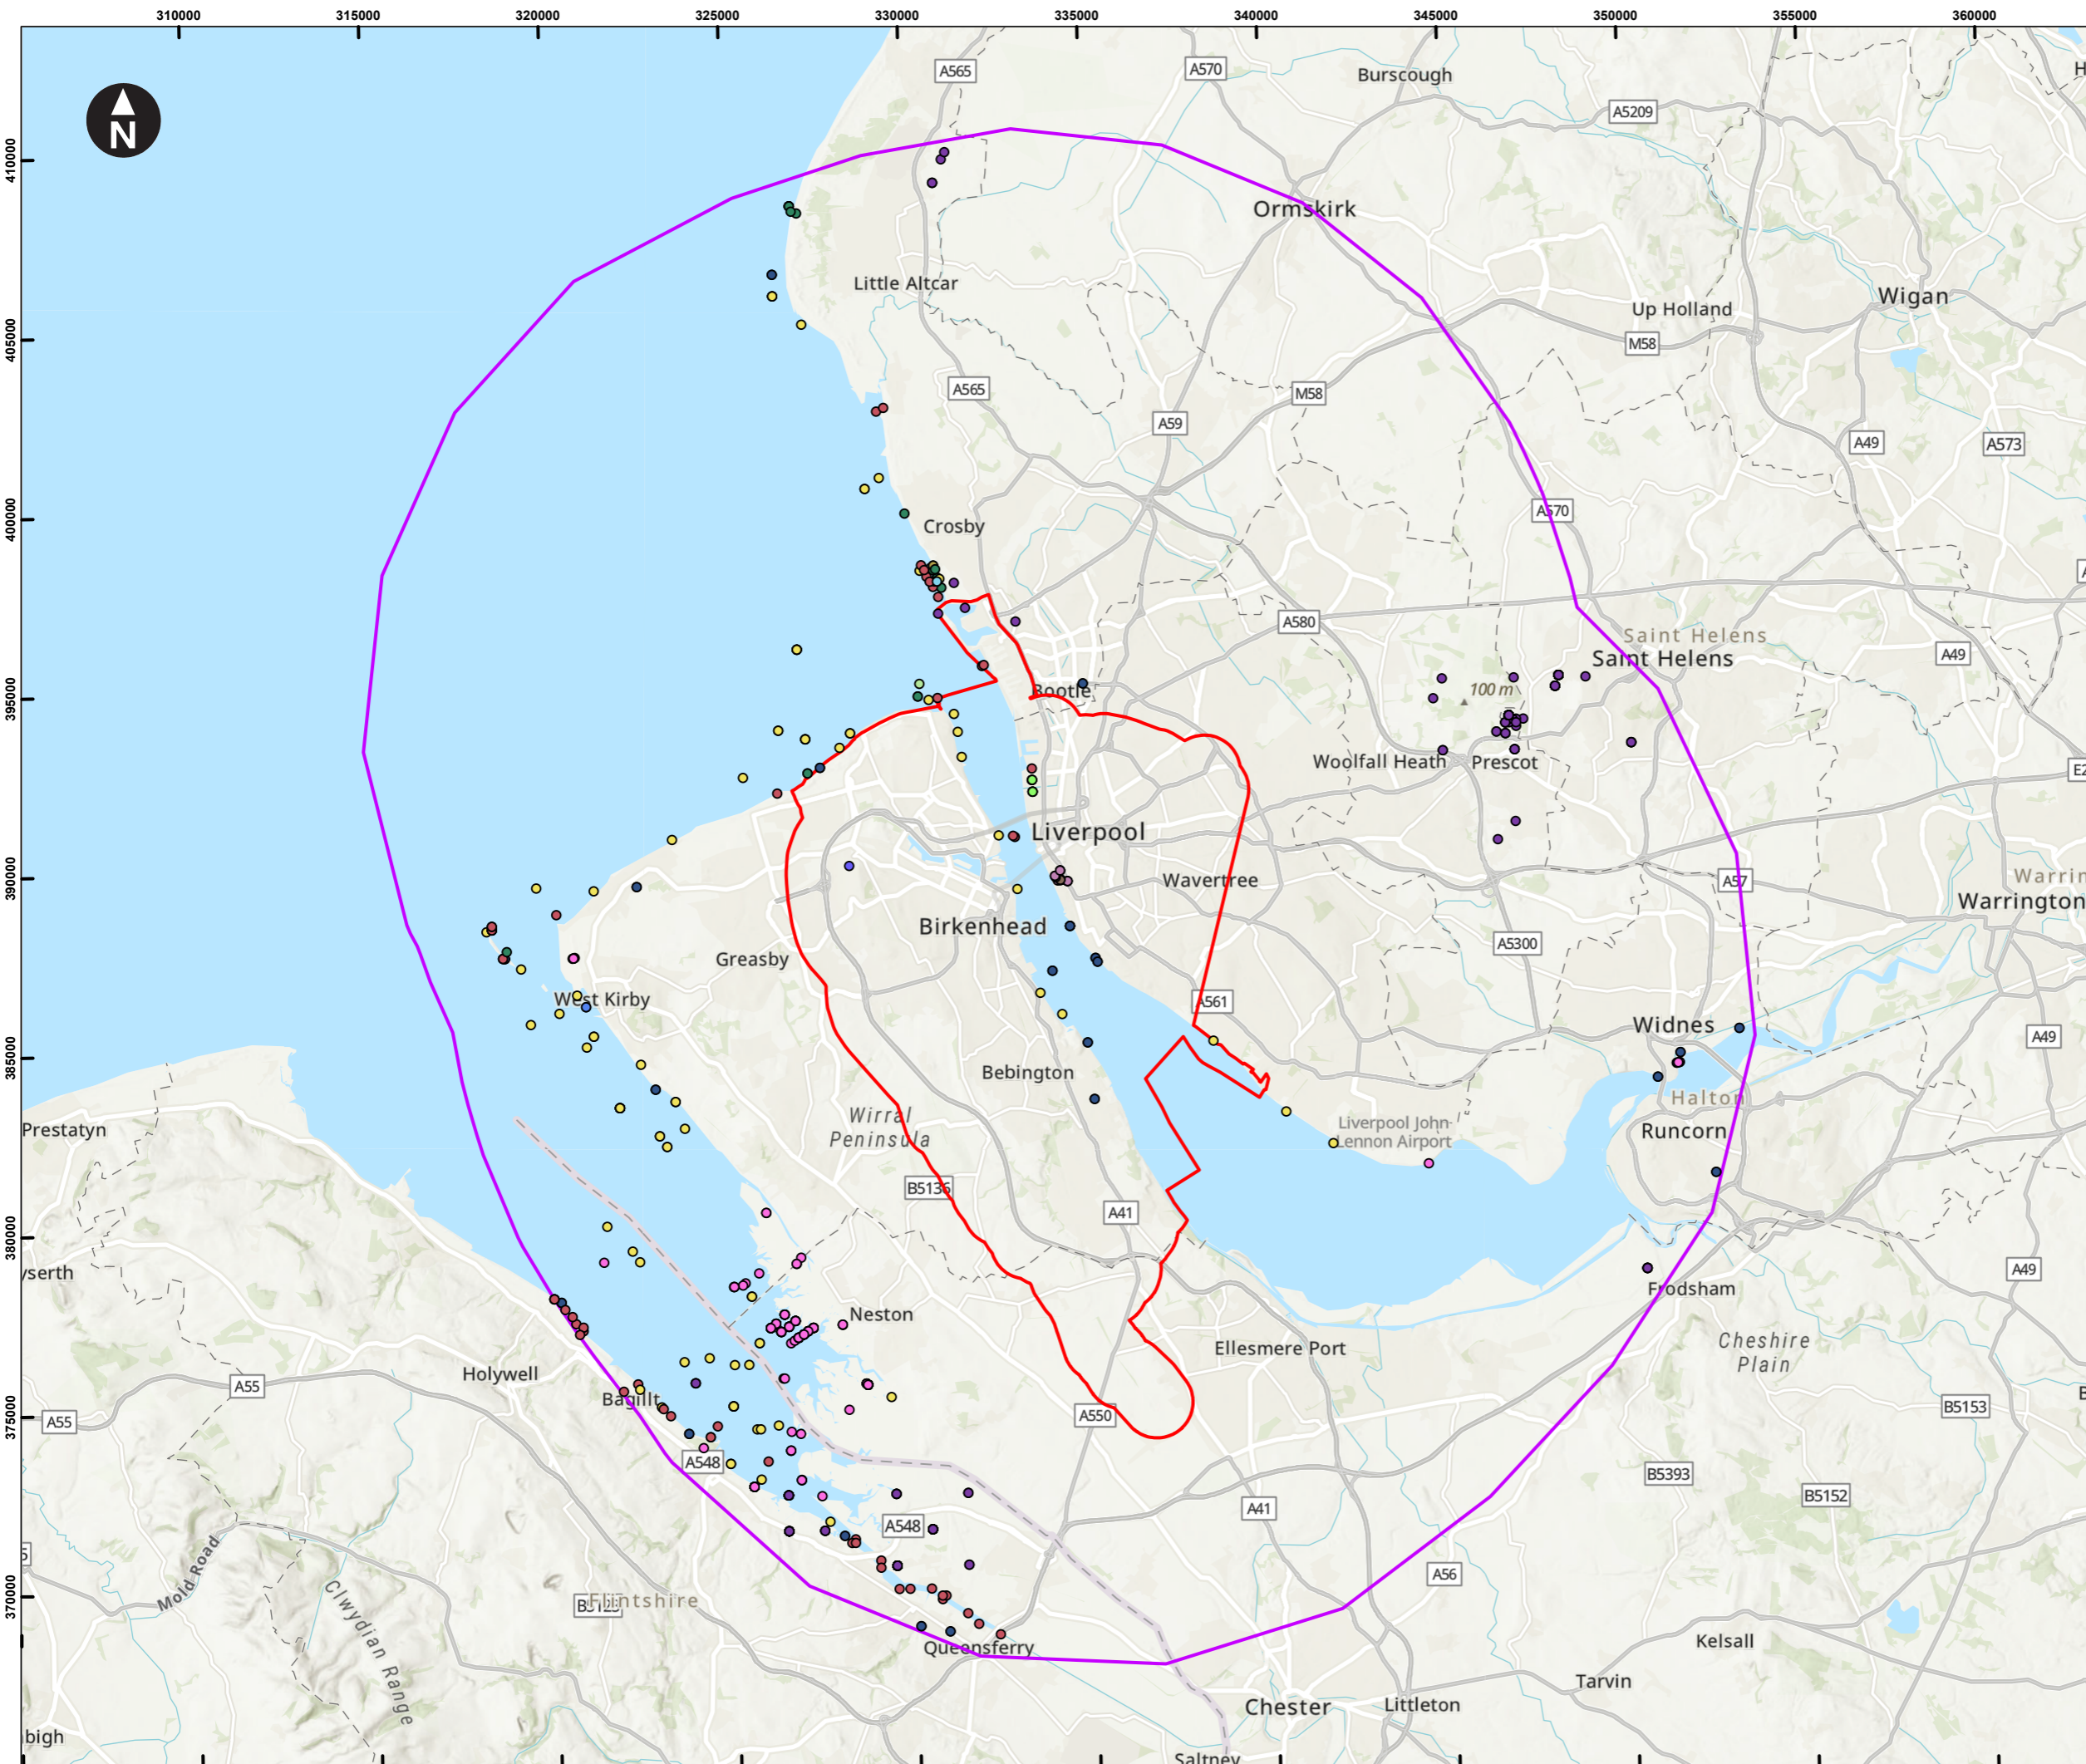 310000 315000 320000 325000 330000 335000 340000 345000 350000 355000 360000
N
A565
A570
Burscough
A5209
410000
Ormskirk
Little Altcar
Wigan
Up Holland
405000
M58
A565
M58
A59
A49
A573
400000
Crosby
A570
A580
Saint Helens
A49
Saint Helens
395000
Bootle
100 m
Woolfall Heath
Prescot
Liverpool
390000
Wavertree
A57
Warrin
Warrington
Birkenhead
A5300
Greasby
West Kirby
A561
Widnes
A49
385000
Bebington
Halton
Wirral
Peninsula
Prestatyn
Liverpool John
Lennon Airport
Runcorn
B5136
A41
380000
yserth
A49
Frodsham
Neston
Cheshire
Plain
Ellesmere Port
Holywell
A55
Bagillt
B5153
375000
A55
A550
A548
B5393
B5152
A41
A548
Mold Road
A56
370000
Flintshire
Clwydian Range
Queensferry
Kelsall
Tarvin
Chester
Littleton
bigh
Saltney